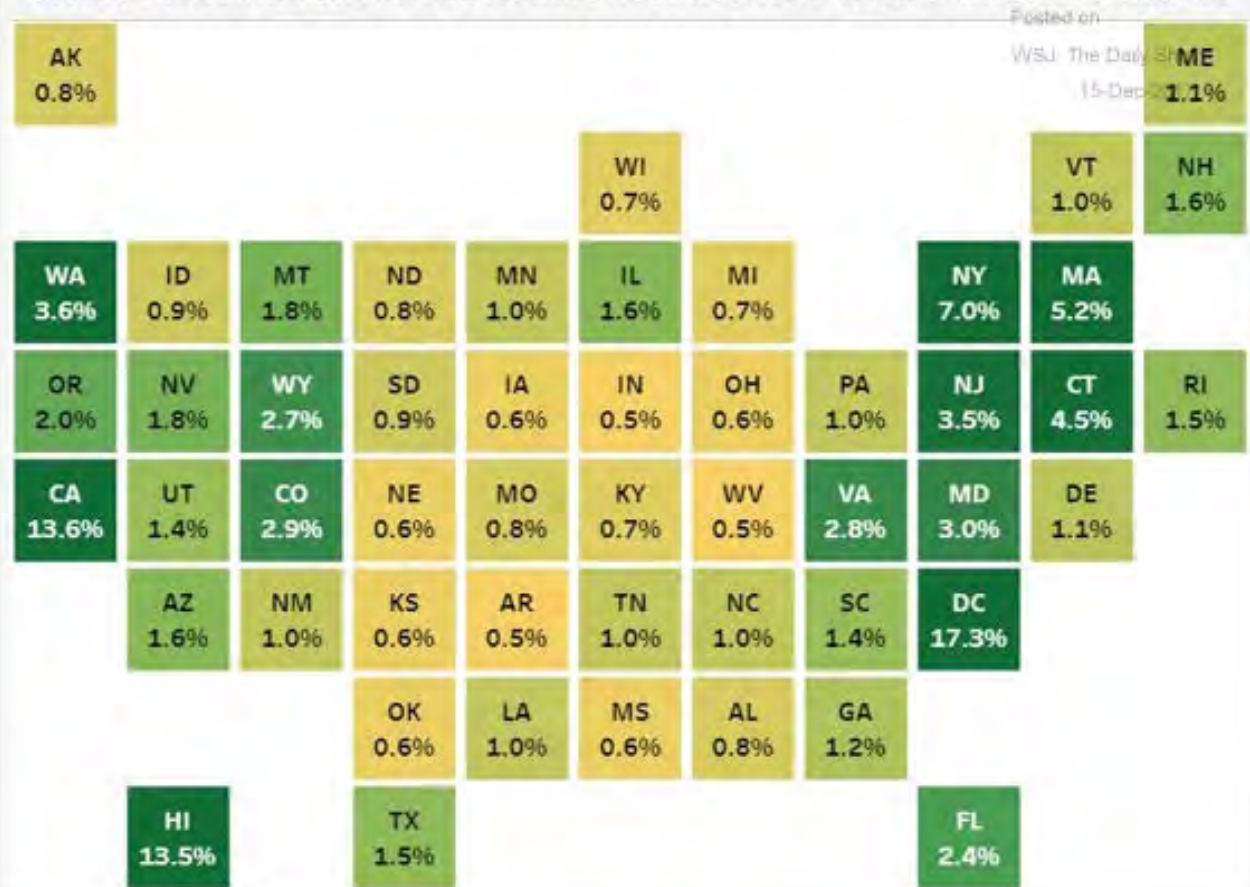 Posted on
WSJ: The Daily
15-Dec
AK
0.8%
ME
1.1%
WI
0.7%
VT
1.0%
NH
1.6%
WA
3.6%
ID
0.9%
MT
1.8%
ND
0.8%
MN
1.0%
IL
1.6%
MI
0.7%
NY
7.0%
MA
5.2%
OR
2.0%
NV
1.8%
WY
2.7%
SD
0.9%
IA
0.6%
IN
0.5%
OH
0.6%
PA
1.0%
NJ
3.5%
CT
4.5%
RI
1.5%
CA
13.6%
UT
1.4%
CO
2.9%
NE
0.6%
MO
0.8%
KY
0.7%
WV
0.5%
VA
2.8%
MD
3.0%
DE
1.1%
AZ
1.6%
NM
1.0%
KS
0.6%
AR
0.5%
TN
1.0%
NC
1.0%
SC
1.4%
DC
17.3%
OK
0.6%
LA
1.0%
MS
0.6%
AL
0.8%
GA
1.2%
HI
13.5%
TX
1.5%
FL
2.4%